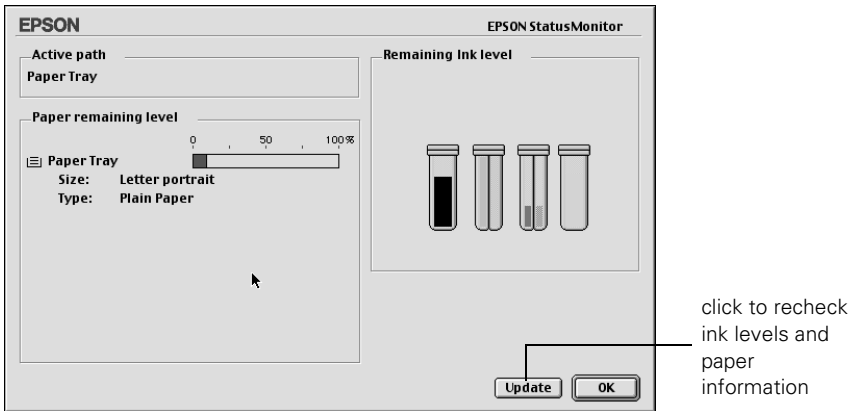 EPSON
EPSON StatusMonitor
Active path
Paper Tray
Remaining Ink level
Paper remaining level
0 50 100%
Paper Tray
Size: Letter portrait
Type: Plain Paper
Update
OK
click to recheck
ink levels and
paper
information